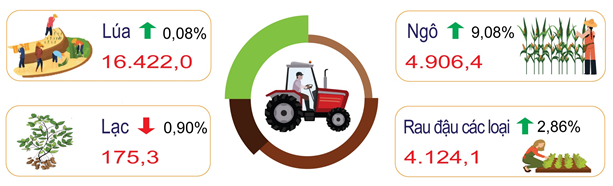 Lúa 0,08%
16.422,0
Ngô 9,08%
4.906,4
Lạc 0,90%
175,3
Rau đậu các loại 2,86%
4.124,1